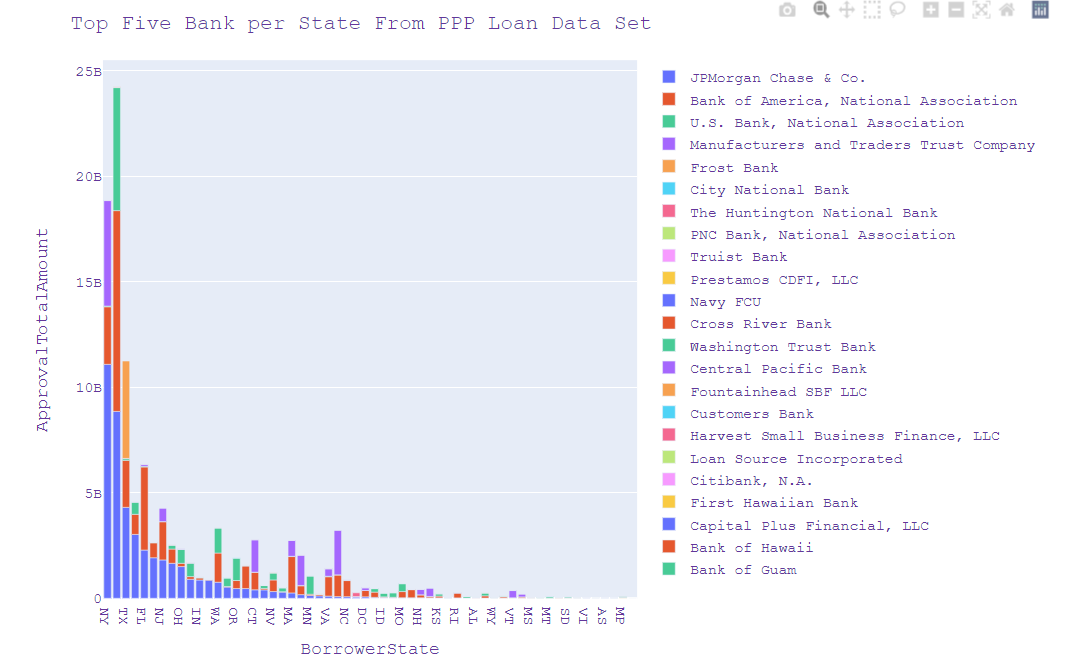 Top Five Bank per State From PPP Loan Data Set
25B
20B
15B
10B
5B
0
ApprovalTotalAmount
NY
TX
FL
NJ
OH
IN
WA
OR
CT
NV
MA
MN
VA
NC
DC
ID
MO
NH
KS
RI
AL
WY
VT
MS
MT
SD
VI
AS
MP
BorrowerState
JPMorgan Chase & Co.
Bank of America, National Association
U.S. Bank, National Association
Manufacturers and Traders Trust Company
Frost Bank
City National Bank
The Huntington National Bank
PNC Bank, National Association
Truist Bank
Prestamos CDFI, LLC
Navy FCU
Cross River Bank
Washington Trust Bank
Central Pacific Bank
Fountainhead SBF LLC
Customers Bank
Harvest Small Business Finance, LLC
Loan Source Incorporated
Citibank, N.A.
First Hawaiian Bank
Capital Plus Financial, LLC
Bank of Hawaii
Bank of Guam